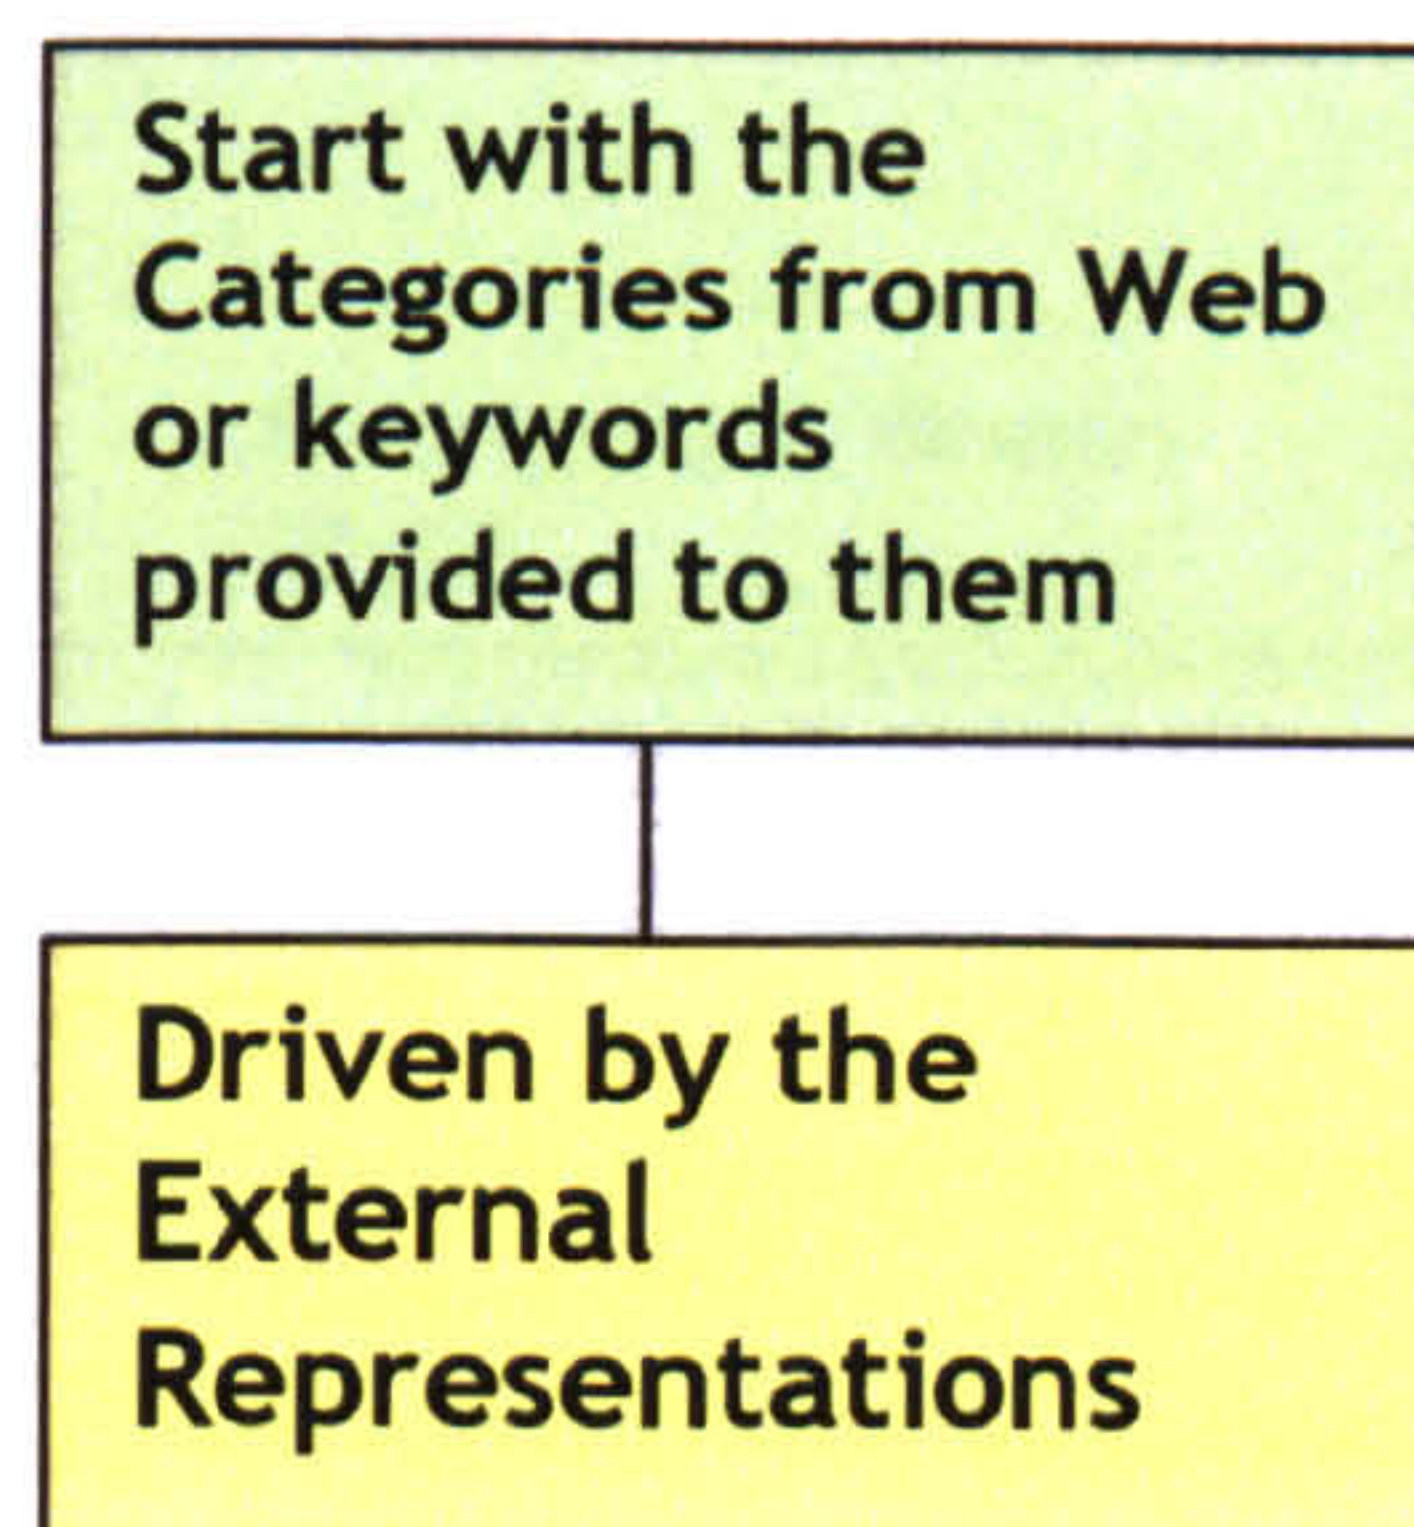 Start with the
Categories from Web
or keywords
provided to them
Driven by the
External
Representations